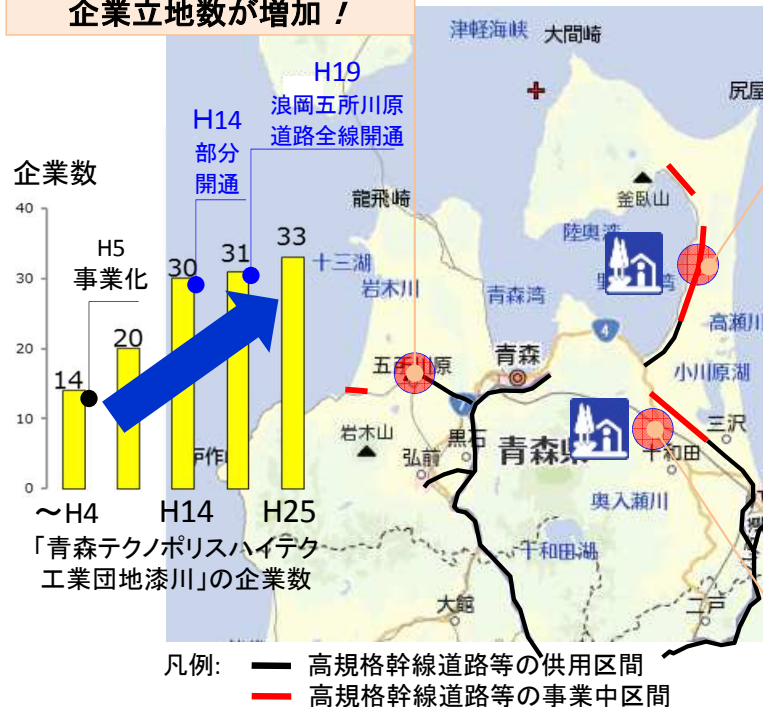 企業立地数が増加！
津軽海峡
大間崎
H19
浪岡五所川原
道路全線開通
H14
部分
開通
企業数
40
30
20
10
0
H5
事業化
14
20
30
31
33
～H4
H14
H25
「青森テクノポリスハイテク
工業団地漆川」の企業数
龍飛崎
釜臥山
陸奥湾
十三湖
岩木川
青森湾
4
高瀬川
五所川原
青森
小川原湖
7
岩木山
黒石
弘前
青森県
三沢
十和田
奥入瀬川
十和田湖
大館
二戸
凡例:
高規格幹線道路等の供用区間
高規格幹線道路等の事業中区間